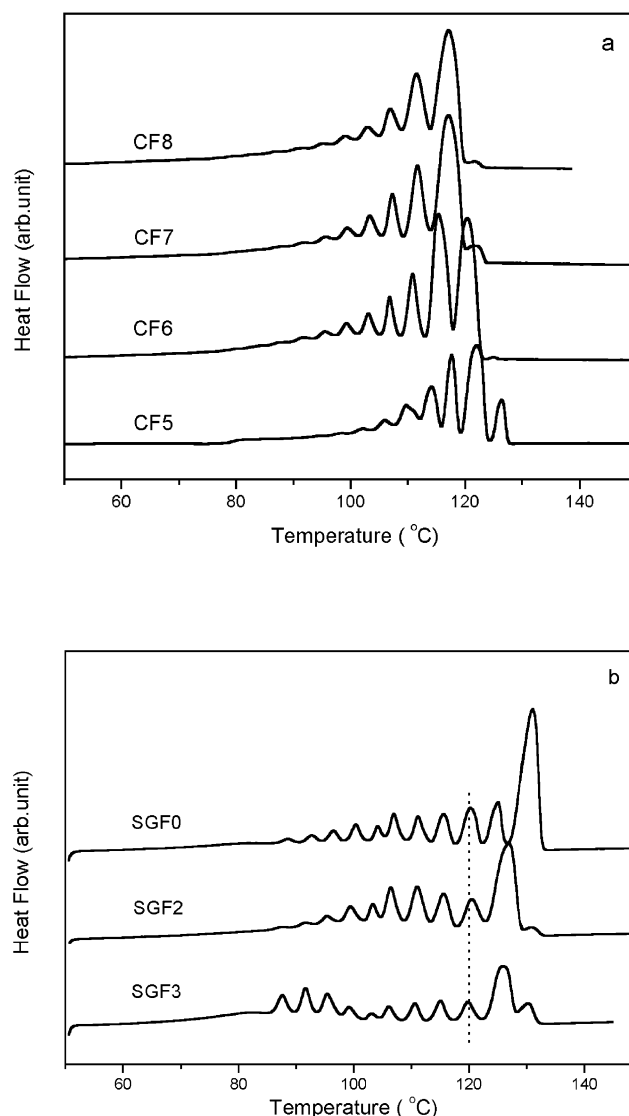 a
CF8
CF7
CF6
CF5
Heat Flow (arb.unit)
60 80 100 120 140
Temperature ( °C)
b
SGF0
SGF2
SGF3
Heat Flow (arb.unit)
60 80 100 120 140
Temperature ( °C)